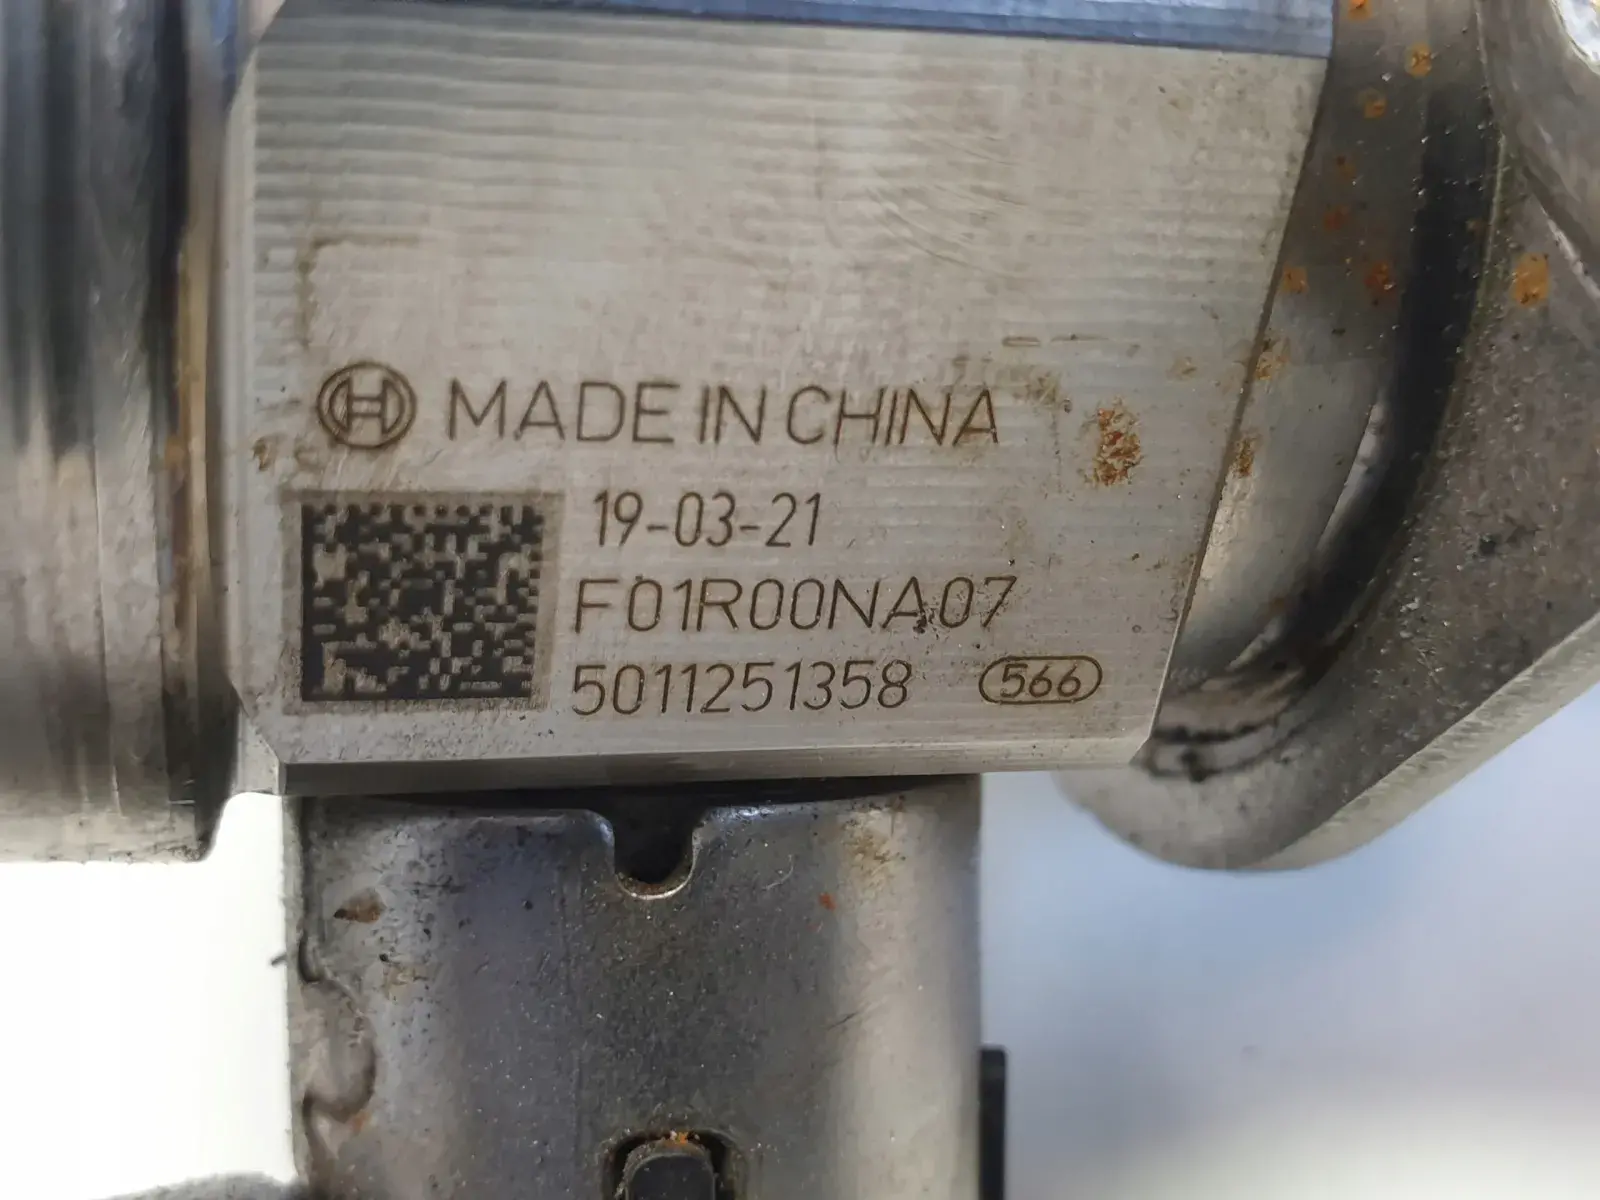 MADE IN CHINA
19-03-21
F01R00NA07
5011251358 566